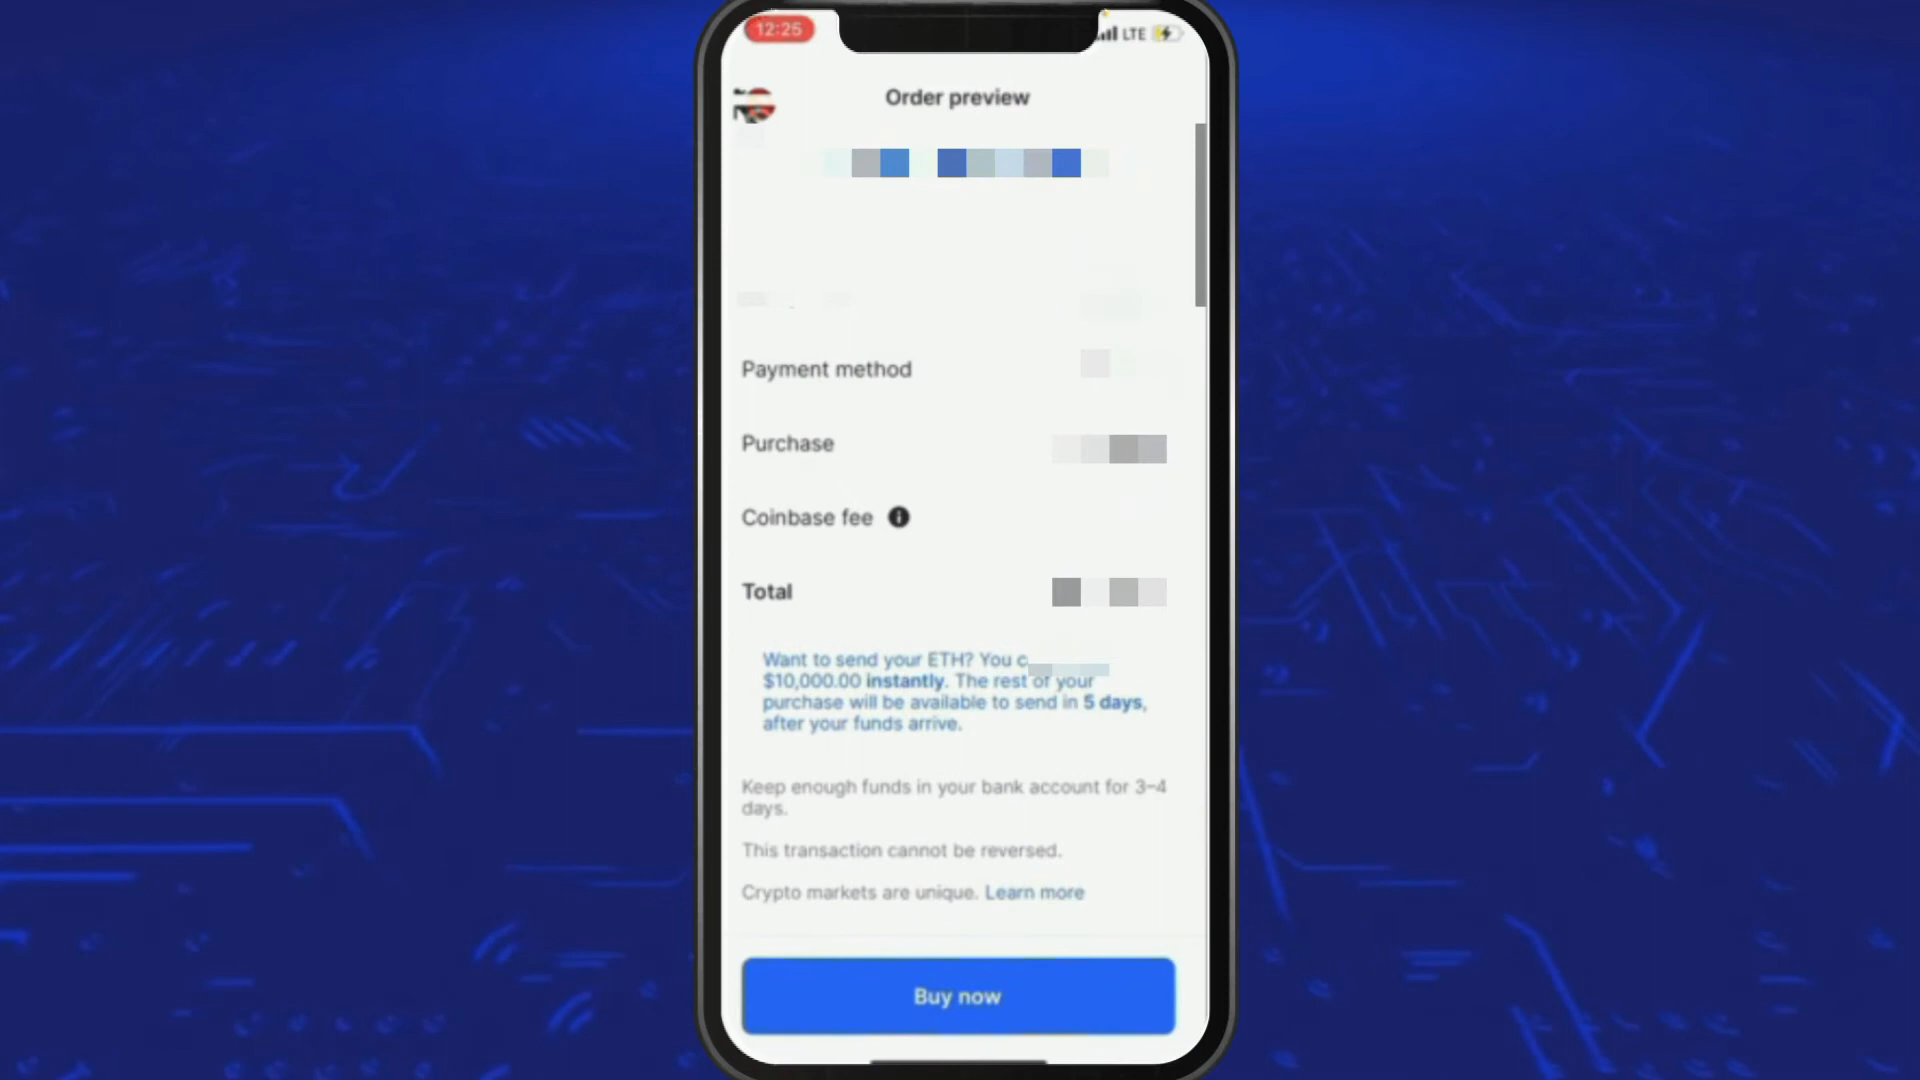 12:25
LTE
Order preview
Payment method
Purchase
Coinbase fee
Total
Want to send your ETH? You
$10,000.00 instantly. The rest of your
purchase will be available to send in 5 days,
after your funds arrive.
Keep enough funds in your bank account for 3–4
days.
This transaction cannot be reversed.
Crypto markets are unique. Learn more
Buy now